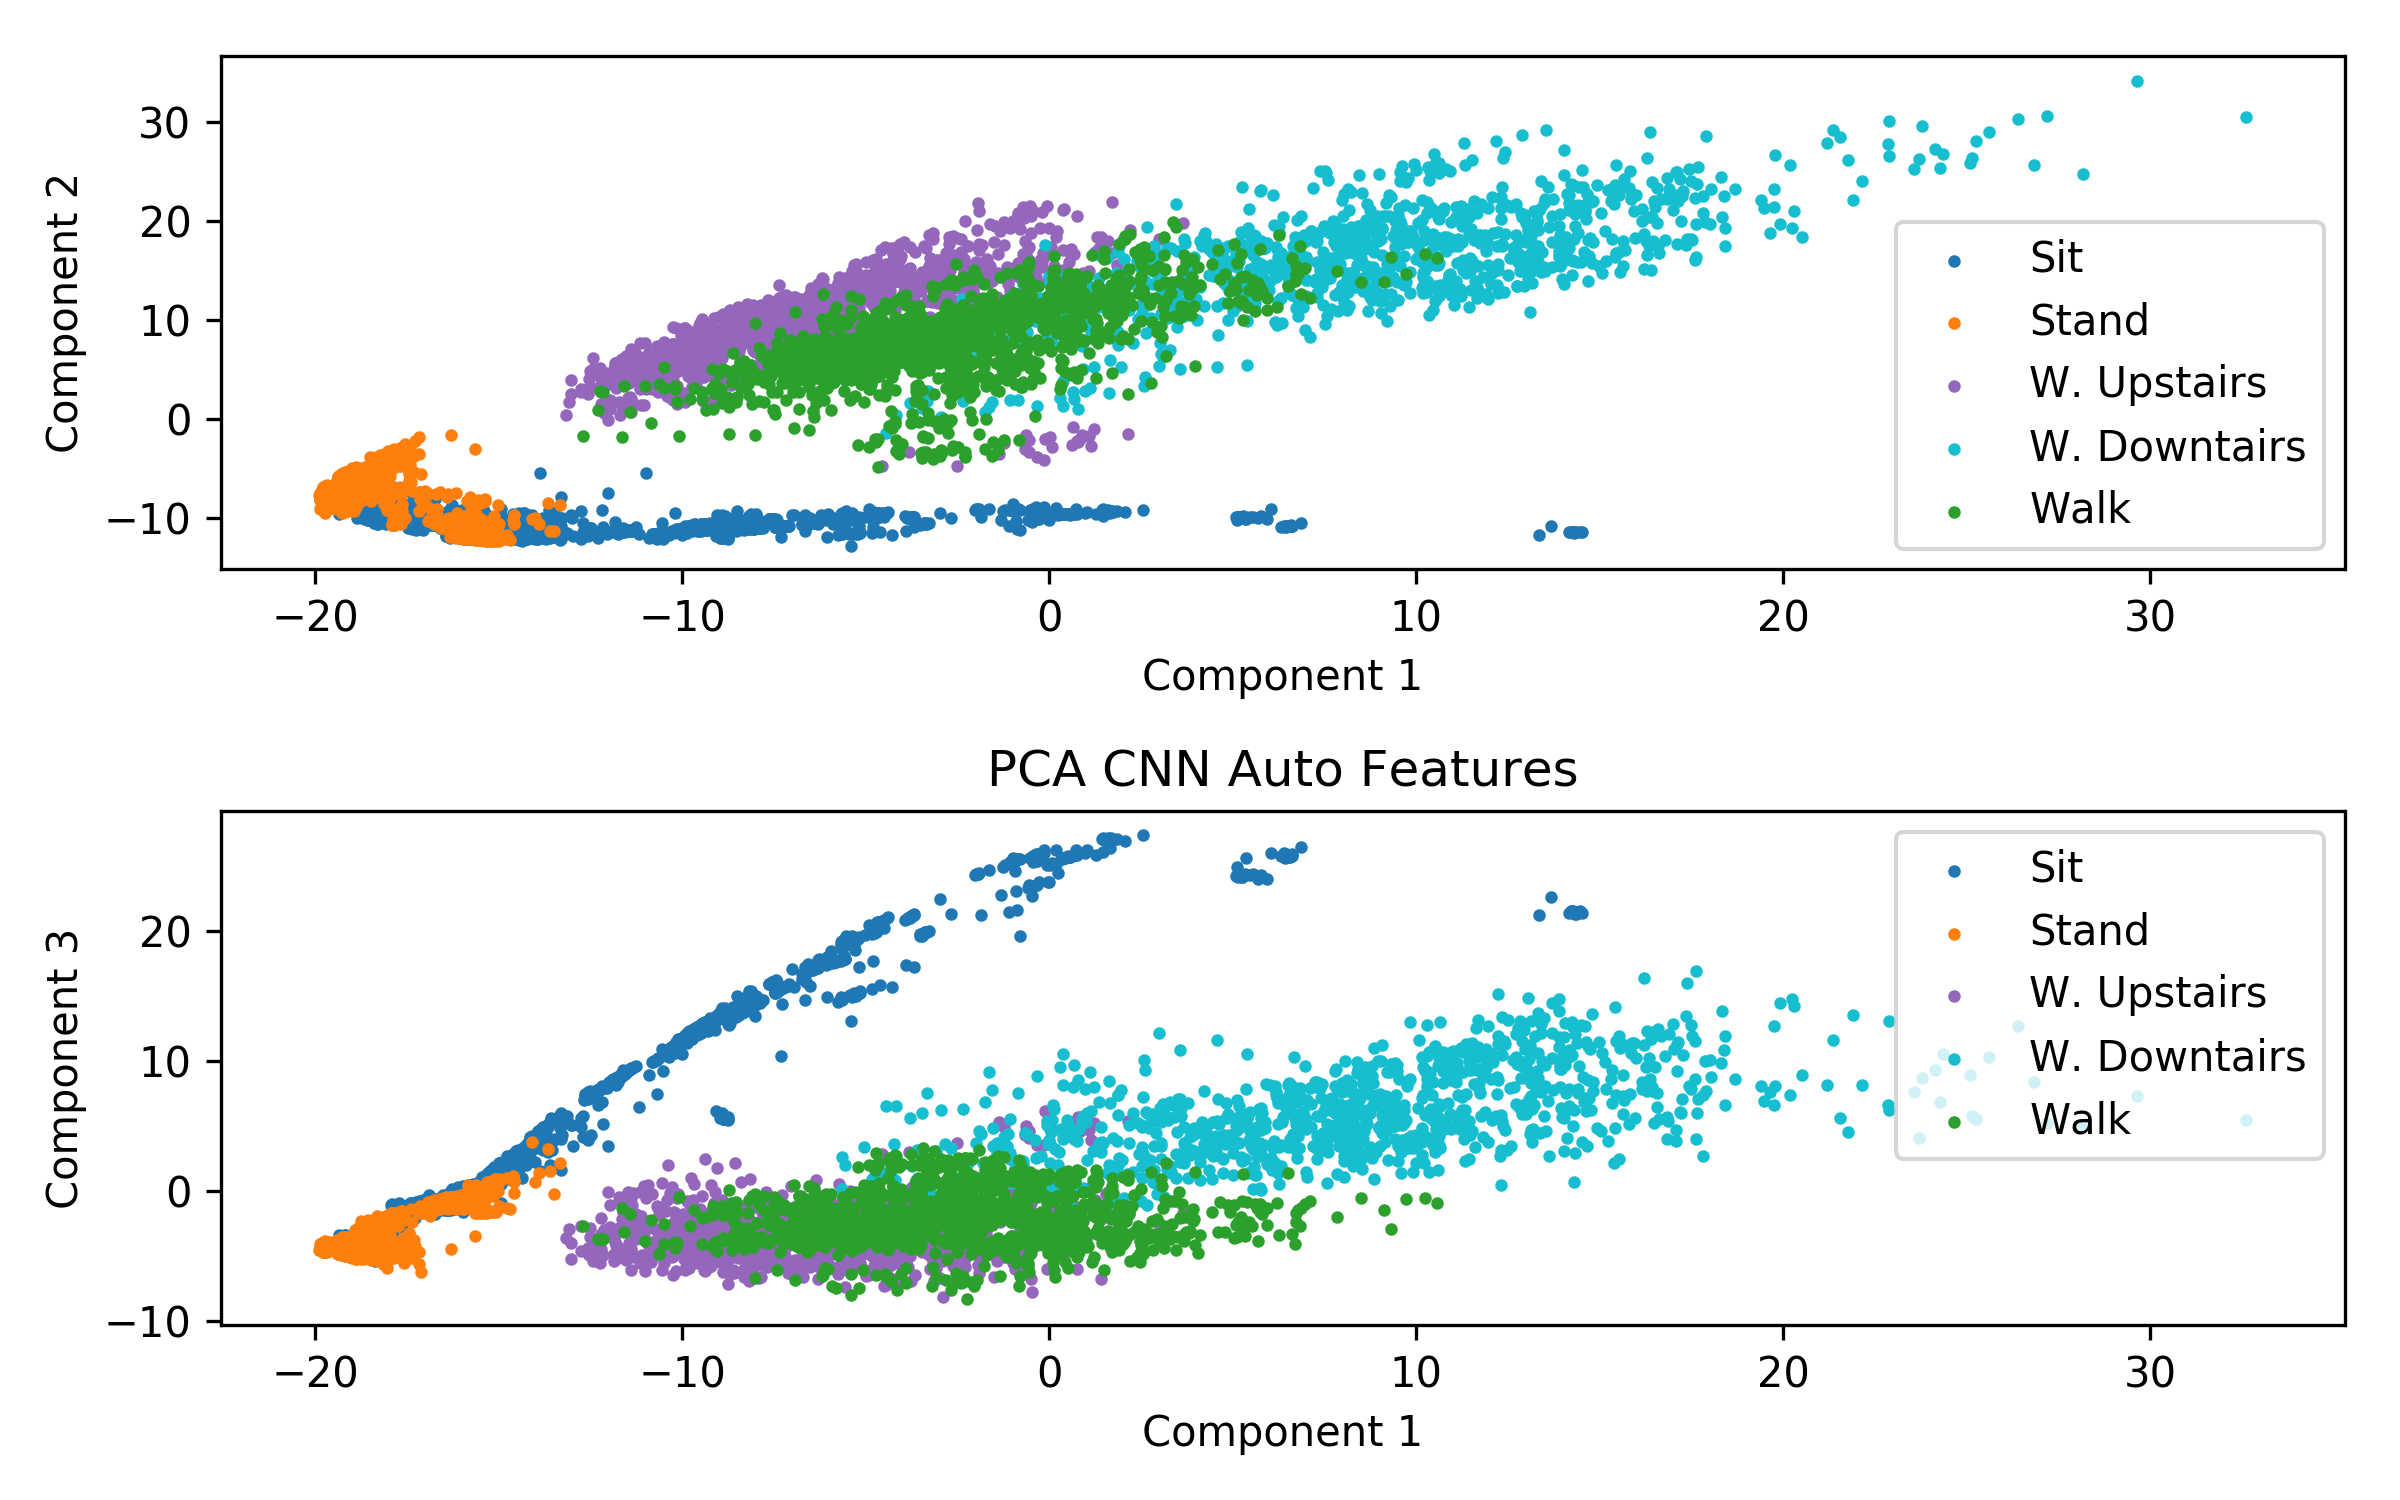 30
20
10
0
−10
Component 2
Sit
Stand
W. Upstairs
W. Downtairs
Walk
−20 −10 0 10 20 30
Component 1
PCA CNN Auto Features
20
10
0
−10
Component 3
Sit
Stand
W. Upstairs
W. Downtairs
Walk
−20 −10 0 10 20 30
Component 1